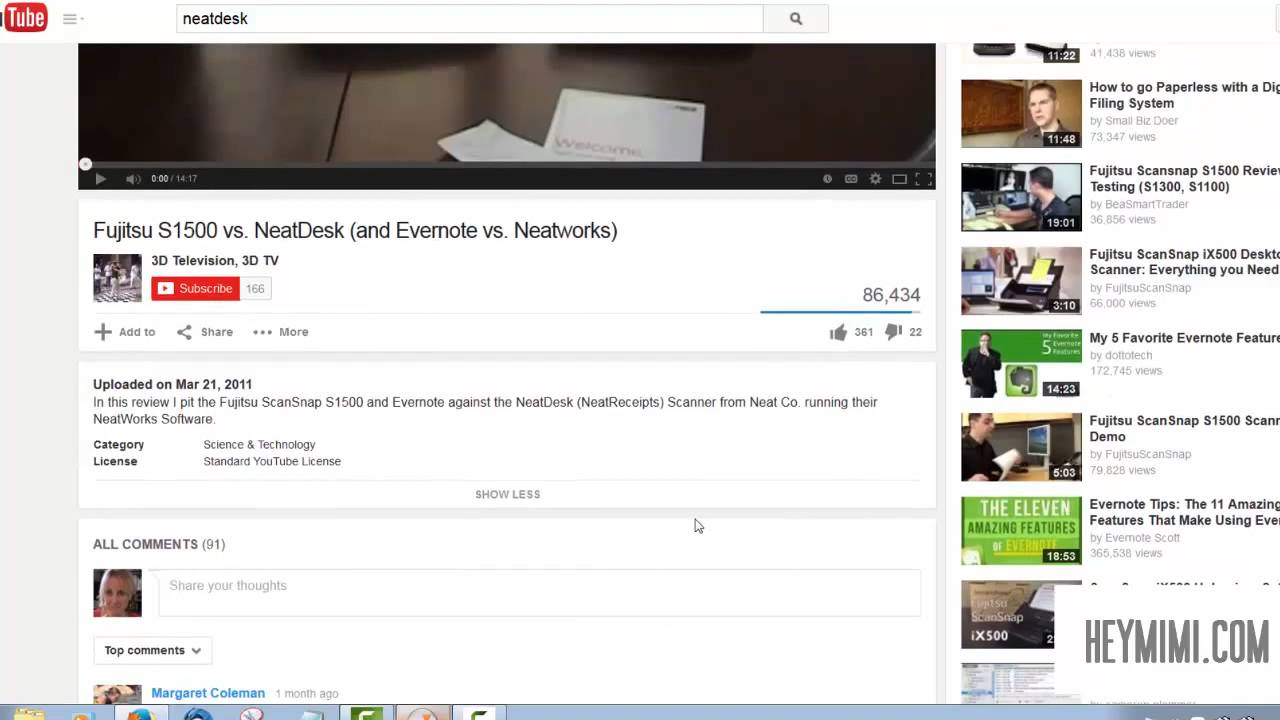 Tube
neatdesk
Welcome
0:00 / 14:17
Fujitsu S1500 vs. NeatDesk (and Evernote vs. Neatworks)
3D Television, 3D TV
Subscribe 166
86,434
Add to Share More 361 22
Uploaded on Mar 21, 2011
In this review I pit the Fujitsu ScanSnap S1500 and Evernote against the NeatDesk (NeatReceipts) Scanner from Neat Co. running their
NeatWorks Software.
Category Science & Technology
License Standard YouTube License
SHOW LESS
ALL COMMENTS (91)
Share your thoughts
Top comments
Margaret Coleman
11:22
41,438 views
How to go Paperless with a Dig
Filing System
by Small Biz Doer
73,347 views
11:48
Fujitsu Scansnap S1500 Review
Testing (S1300, S1100)
by BeaSmartTrader
36,856 views
19:01
Fujitsu ScanSnap iX500 Deskto
Scanner: Everything you Need
by FujitsuScanSnap
66,000 views
3:10
My Favorite
5 Evernote
Features
14:23
My 5 Favorite Evernote Feature
by dottotech
172,745 views
Fujitsu ScanSnap S1500 Scann
Demo
by FujitsuScanSnap
79,828 views
5:03
THE ELEVEN
AMAZING FEATURES
OF EVERNOTE
18:53
Evernote Tips: The 11 Amazing
Features That Make Using Ever
by Evernote Scott
365,538 views
Fujitsu
ScanSnap
iX500
HEYMIMI.COM